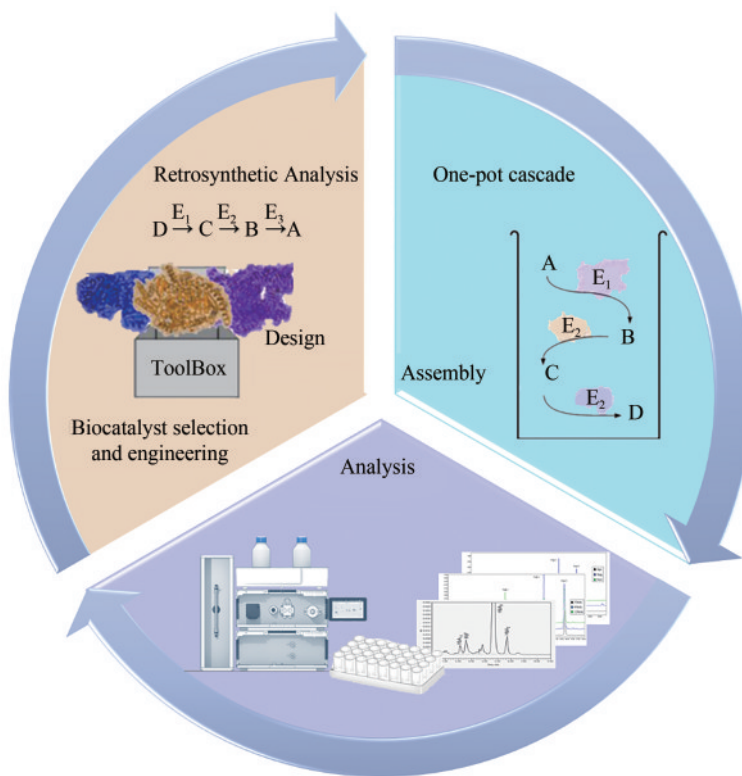 Retrosynthetic Analysis
E₁ E₂ E₃
D → C → B → A
Design
ToolBox
Biocatalyst selection
and engineering
One-pot cascade
A
E₁
B
E₂
C
E₂
D
Assembly
Analysis